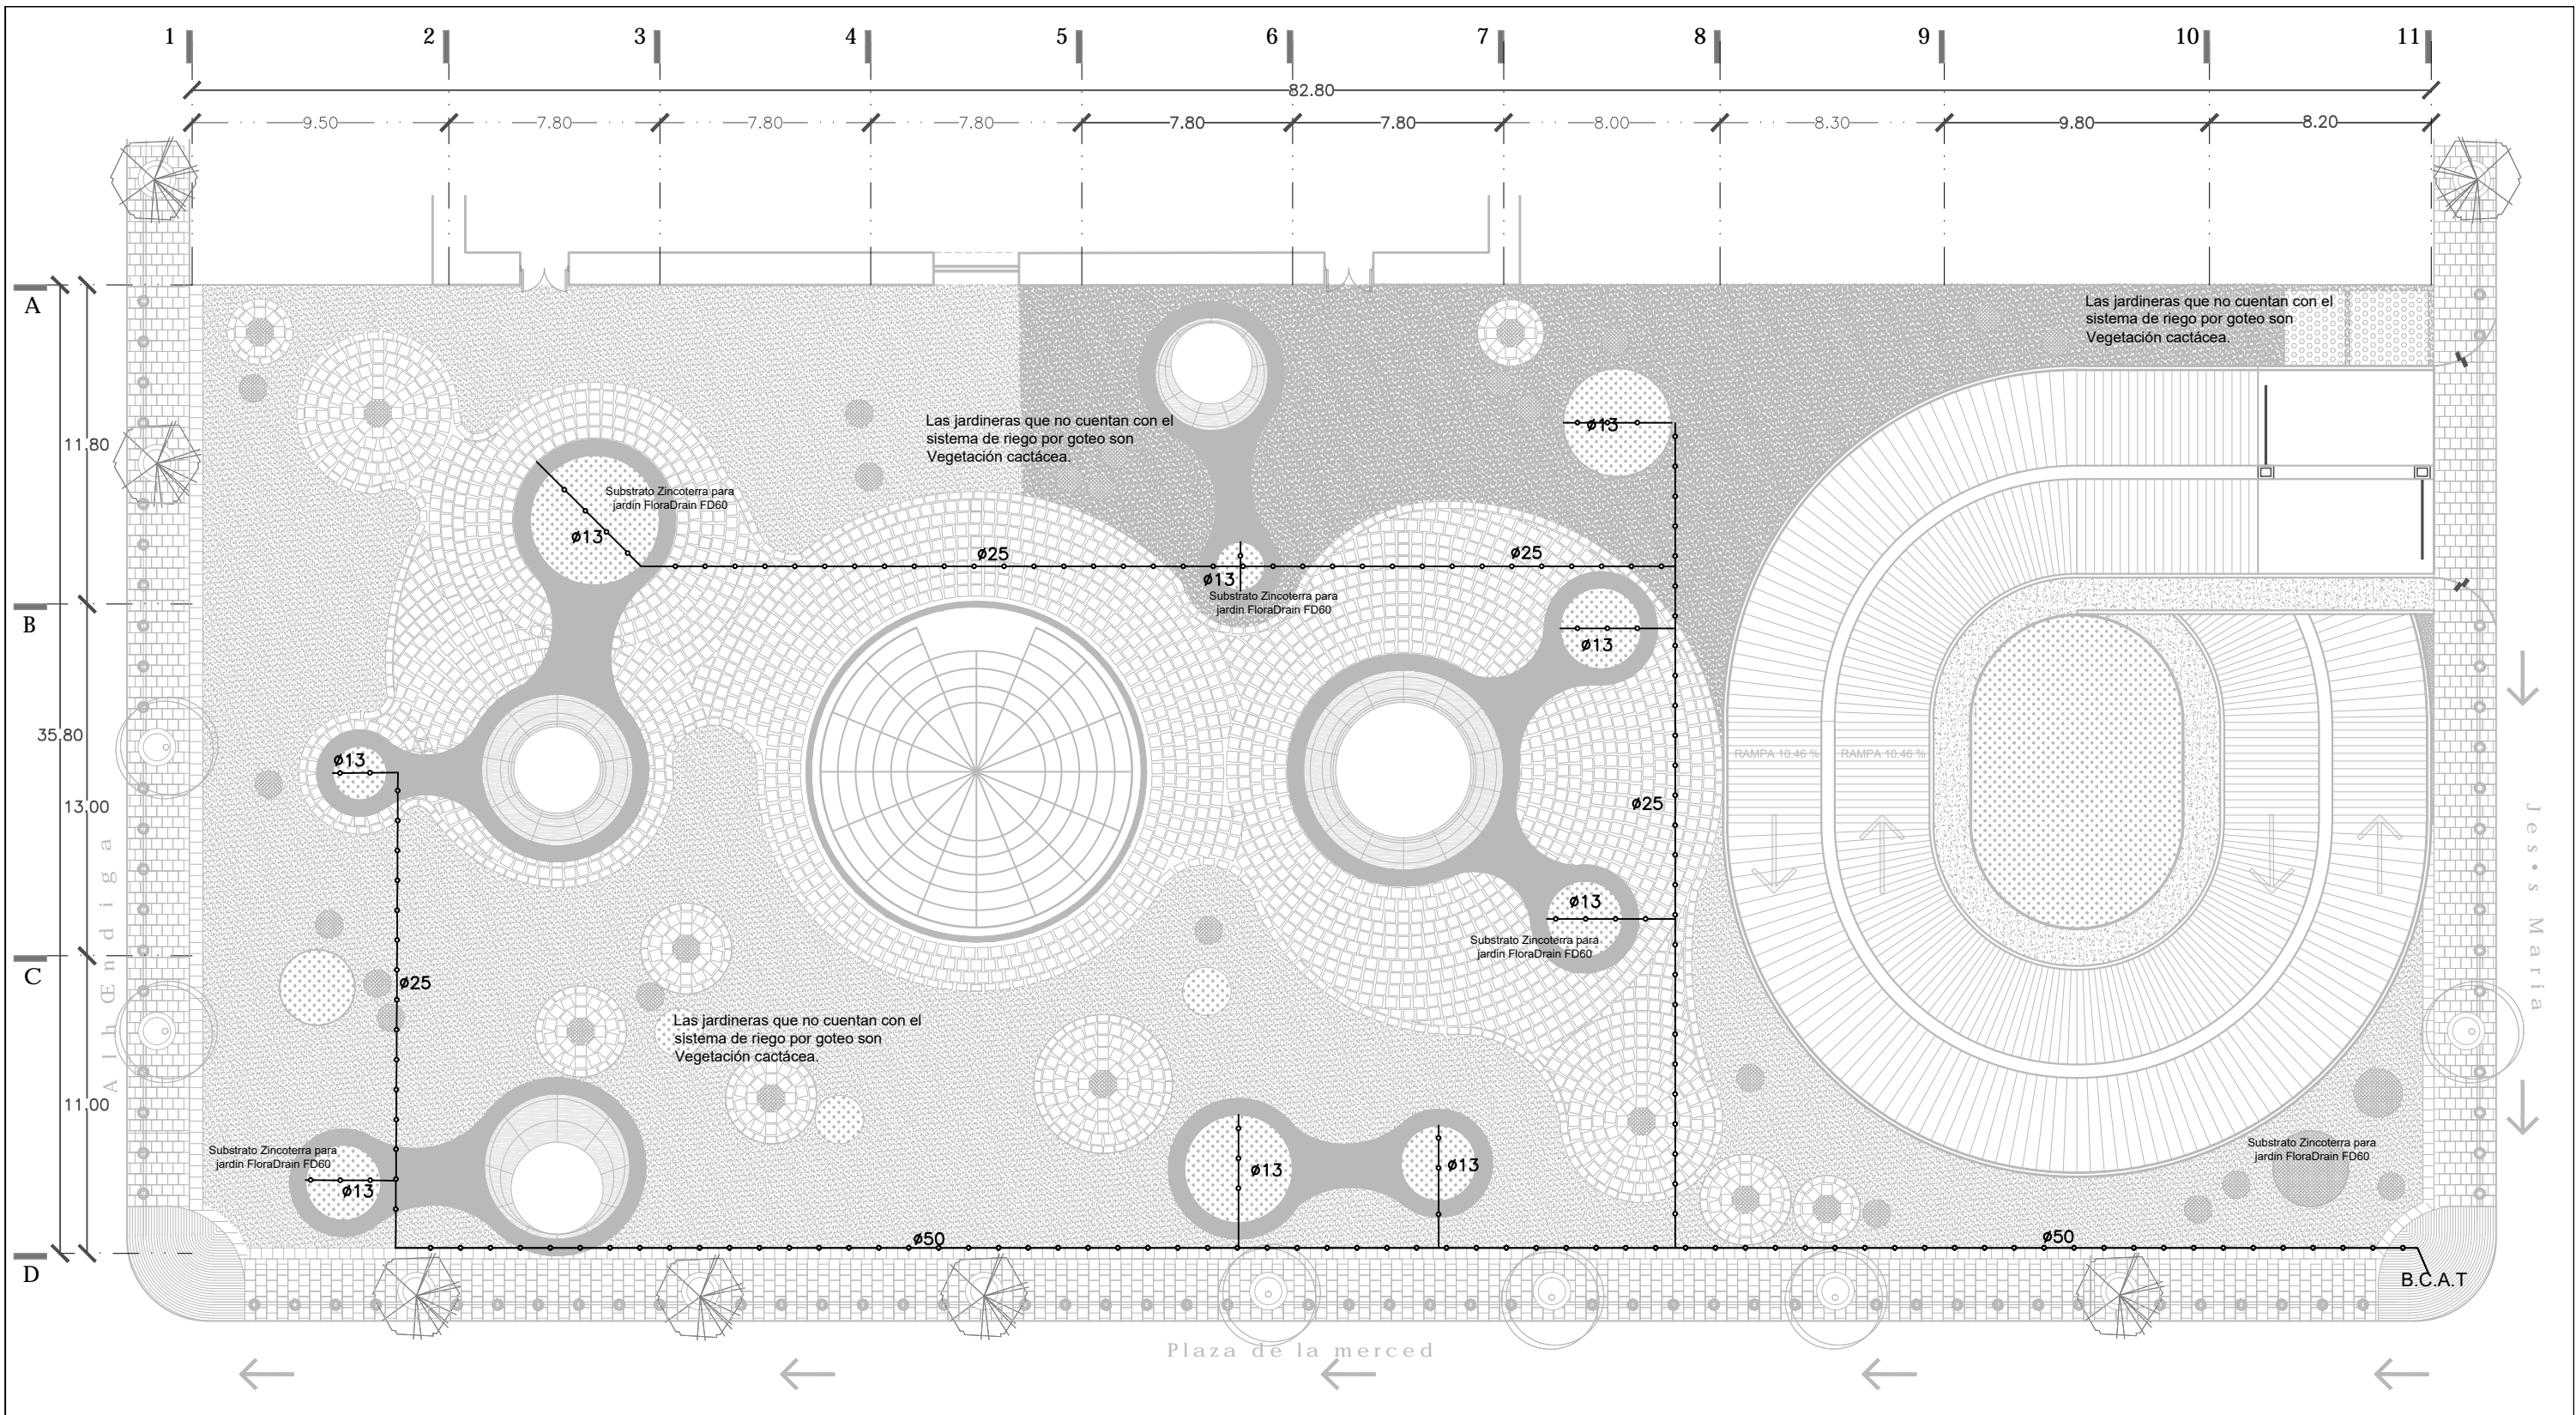 1 2 3 4 5 6 7 8 9 10 11
82.80
9.50 7.80 7.80 7.80 7.80 7.80 8.00 8.30 9.80 8.20
A
Las jardineras que no cuentan con el
sistema de riego por goteo son
Vegetación cactácea.
Las jardineras que no cuentan con el
sistema de riego por goteo son
Vegetación cactácea.
ø13
11.80
Substrato Zincoterra para
jardín FloraDrain FD60
ø13
ø25
ø25
ø13
Substrato Zincoterra para
jardín FloraDrain FD60
B
ø13
35.80
ø13
RAMPA 10.46 %
RAMPA 10.46 %
13.00
ø25
ø13
Substrato Zincoterra para
jardín FloraDrain FD60
C
ø25
Las jardineras que no cuentan con el
sistema de riego por goteo son
Vegetación cactácea.
11.00
Substrato Zincoterra para
jardín FloraDrain FD60
ø13
ø13
ø13
Substrato Zincoterra para
jardín FloraDrain FD60
ø50
ø50
D
B.C.A.T
AlhŒndiga
Jes•s Maria
Plaza de la merced